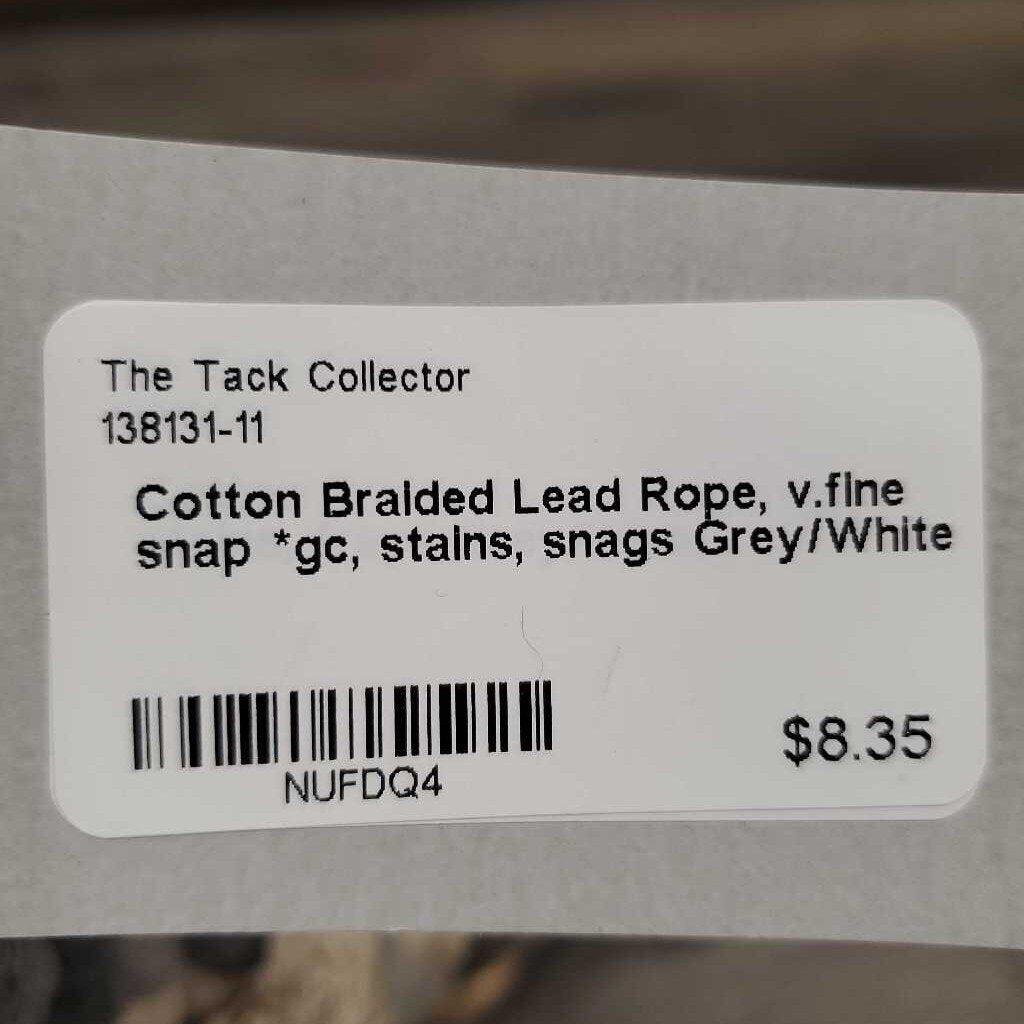 The Tack Collector
138131-11
Cotton Braided Lead Rope, v.fine
snap *gc, stains, snags Grey/White
NUFDQ4
$8.35